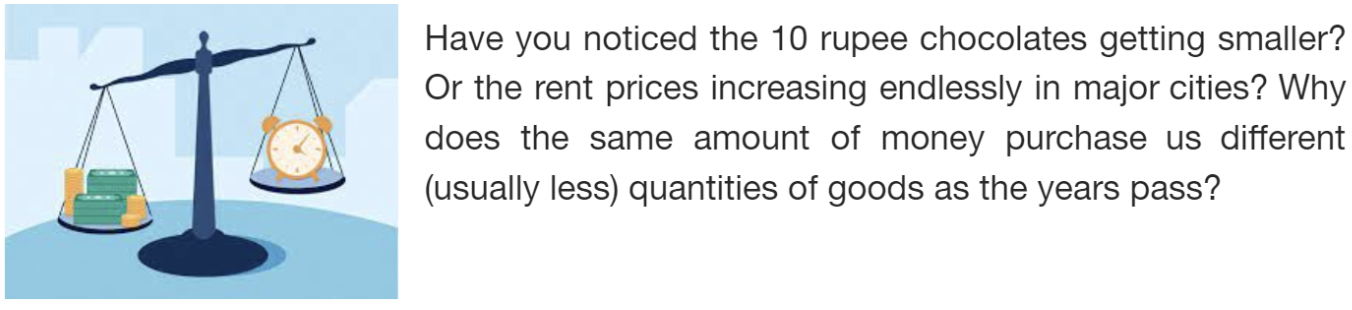 Have you noticed the 10 rupee chocolates getting smaller?
Or the rent prices increasing endlessly in major cities? Why
does the same amount of money purchase us different
(usually less) quantities of goods as the years pass?